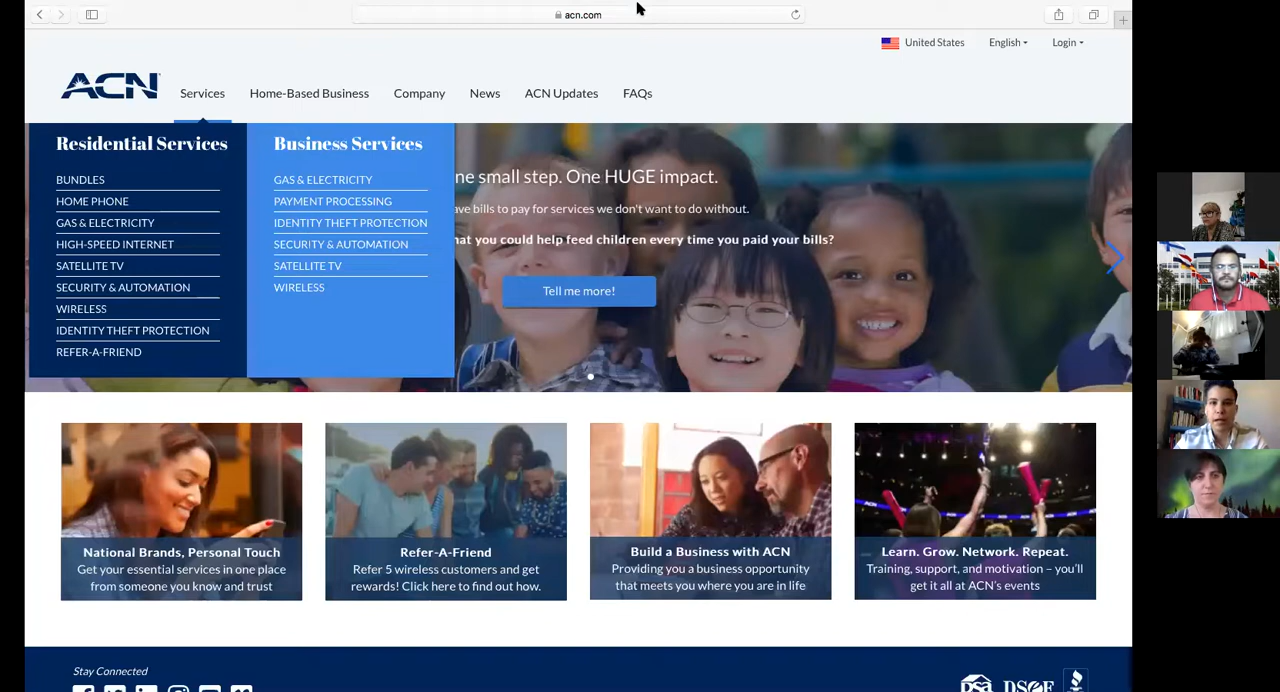 acn.com
United States
English
Login
ACN
Services
Home-Based Business
Company
News
ACN Updates
FAQs
Residential Services
BUNDLES
HOME PHONE
GAS & ELECTRICITY
HIGH-SPEED INTERNET
SATELLITE TV
SECURITY & AUTOMATION
WIRELESS
IDENTITY THEFT PROTECTION
REFER-A-FRIEND
Business Services
GAS & ELECTRICITY
PAYMENT PROCESSING
IDENTITY THEFT PROTECTION
SECURITY & AUTOMATION
SATELLITE TV
WIRELESS
ne small step. One HUGE impact.
ave bills to pay for services we don't want to do without.
hat you could help feed children every time you paid your bills?
Tell me more!
National Brands, Personal Touch
Get your essential services in one place
from someone you know and trust
Refer-A-Friend
Refer 5 wireless customers and get
rewards! Click here to find out how.
Build a Business with ACN
Providing you a business opportunity
that meets you where you are in life
Learn. Grow. Network. Repeat.
Training, support, and motivation – you'll
get it all at ACN's events
Stay Connected